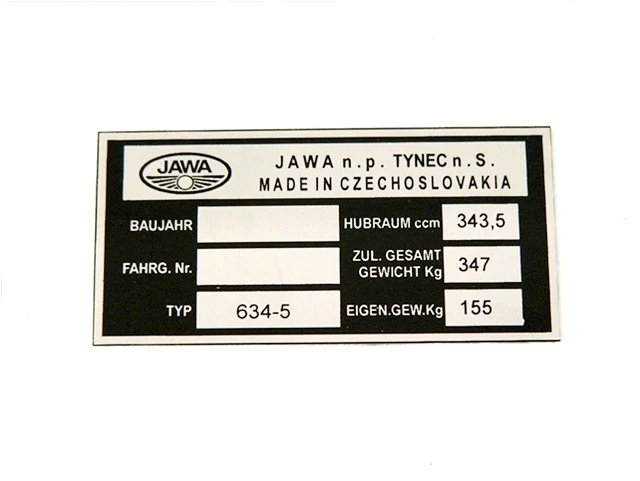 JAWA
JAWA n.p. TYNEC n.S.
MADE IN CZECHOSLOVAKIA
BAUJAHR
HUBRAUM ccm 343,5
FAHRG. Nr.
ZUL. GESAMT
GEWICHT Kg 347
TYP 634-5
EIGEN.GEW.Kg 155